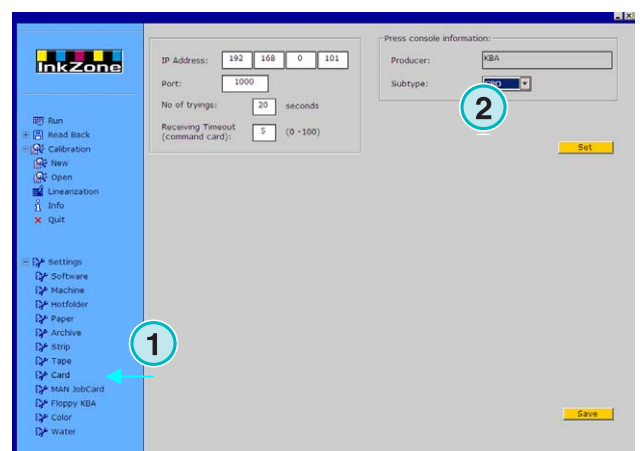 InkZone
Run
Read Back
Calibration
New
Open
Linearization
Info
Quit
Settings
Software
Machine
Hotfolder
Paper
Archive
Strip
Tape
Card
MAN JobCard
Floppy KBA
Color
Water
1
IP Address: 192 168 0 101
Port: 1000
No of tryings: 20 seconds
Receiving Timeout
(command card): 5 (0 -100)
Press console information:
Producer: KBA
Subtype:
2
Set
Save